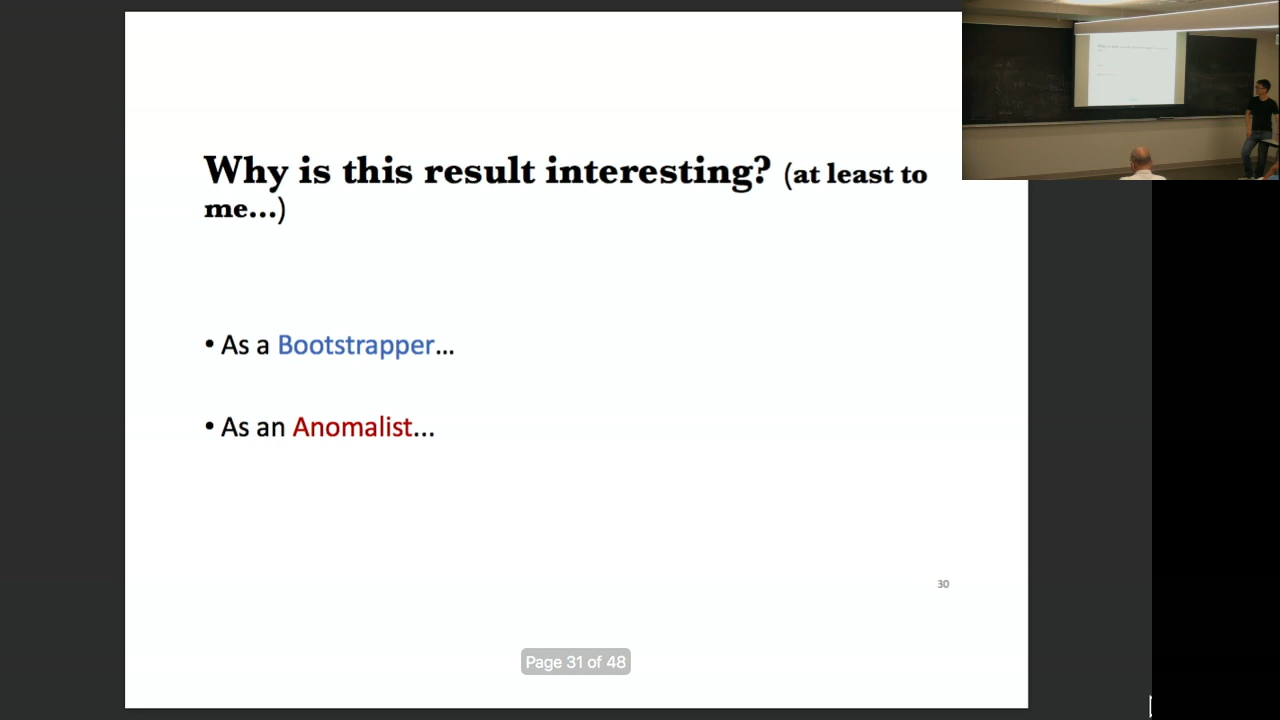 Why is this result interesting? (at least to
me...)
• As a Bootstrapper...
• As an Anomalist...
30
Page 31 of 48